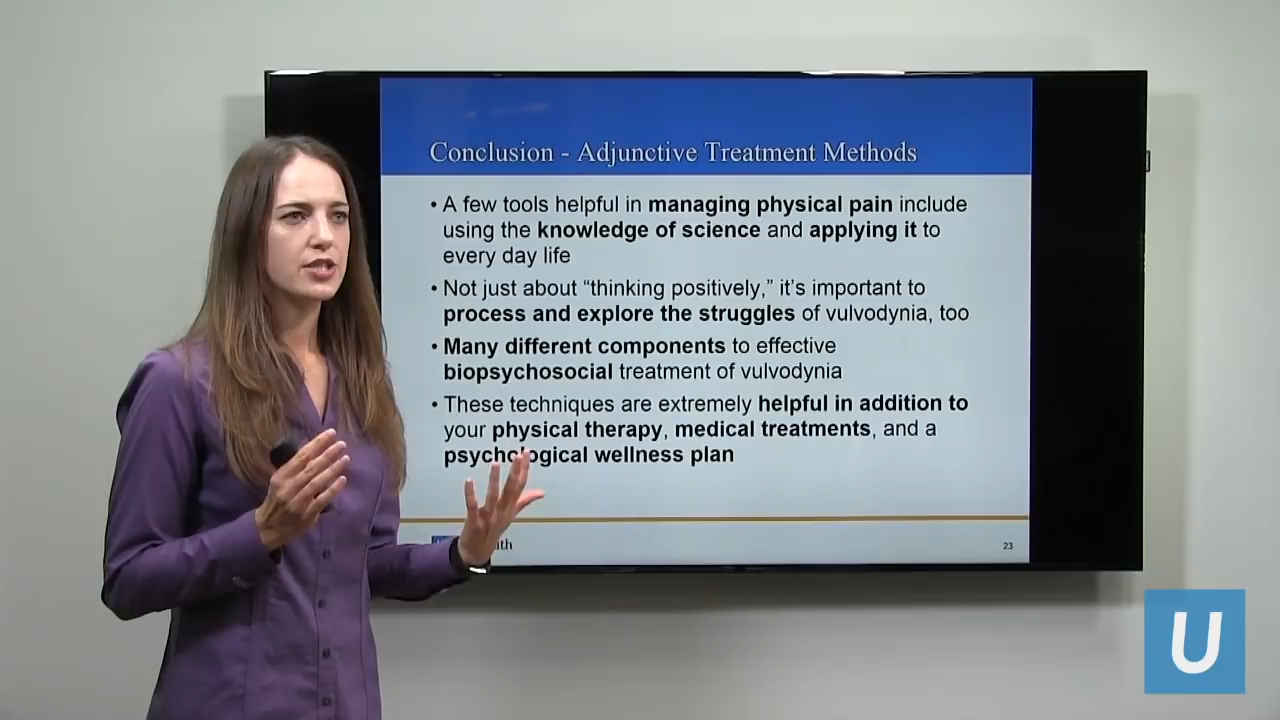 Conclusion - Adjunctive Treatment Methods
• A few tools helpful in managing physical pain include
using the knowledge of science and applying it to
every day life
• Not just about “thinking positively,” it’s important to
process and explore the struggles of vulvodynia, too
• Many different components to effective
biopsychosocial treatment of vulvodynia
• These techniques are extremely helpful in addition to
your physical therapy, medical treatments, and a
psychological wellness plan
23
U